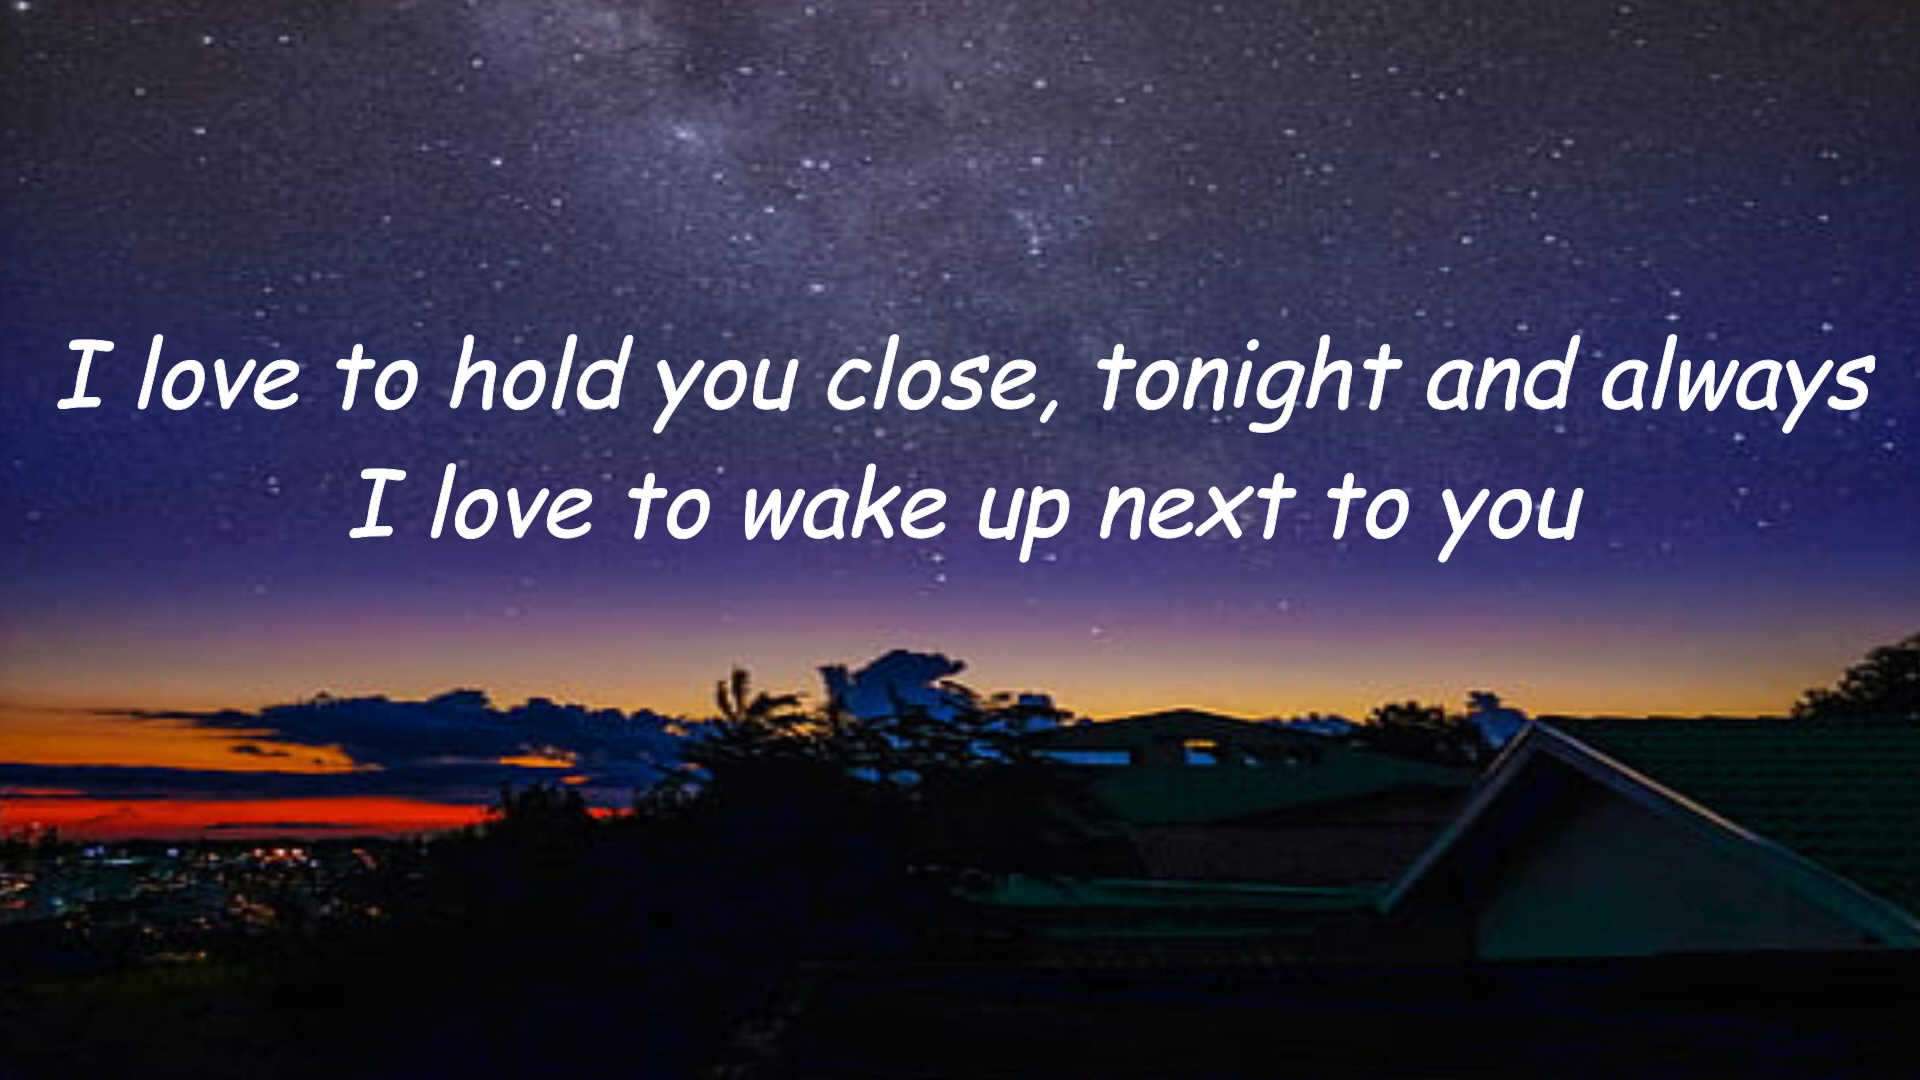 I love to hold you close, tonight and always
I love to wake up next to you